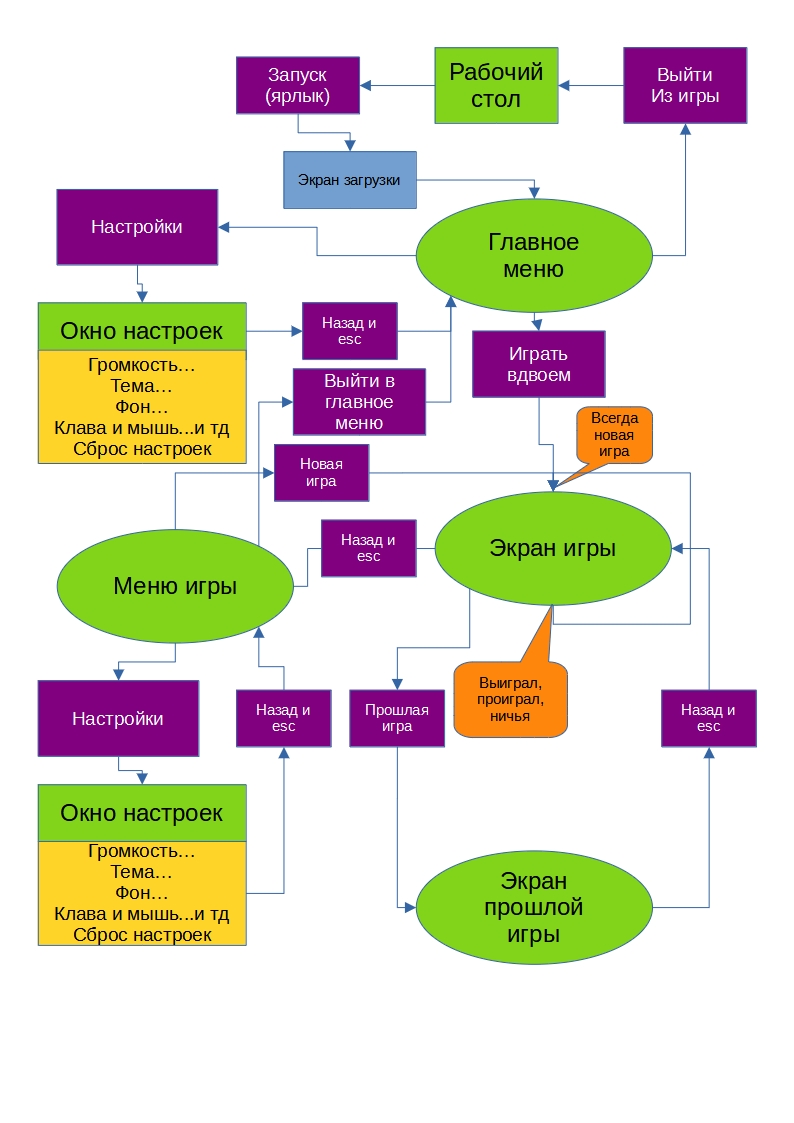 Запуск
(ярлык)
Рабочий
стол
Выйти
Из игры
Экран загрузки
Настройки
Главное
меню
Окно настроек
Громкость…
Тема…
Фон…
Клава и мышь...и тд
Сброс настроек
Назад и
esc
Играть
вдвоем
Выйти в
главное
меню
Всегда
новая
игра
Новая
игра
Назад и
esc
Экран игры
Меню игры
Настройки
Назад и
esc
Прошлая
игра
Выиграл,
проиграл,
ничья
Назад и
esc
Окно настроек
Громкость…
Тема…
Фон…
Клава и мышь...и тд
Сброс настроек
Экран
прошлой
игры